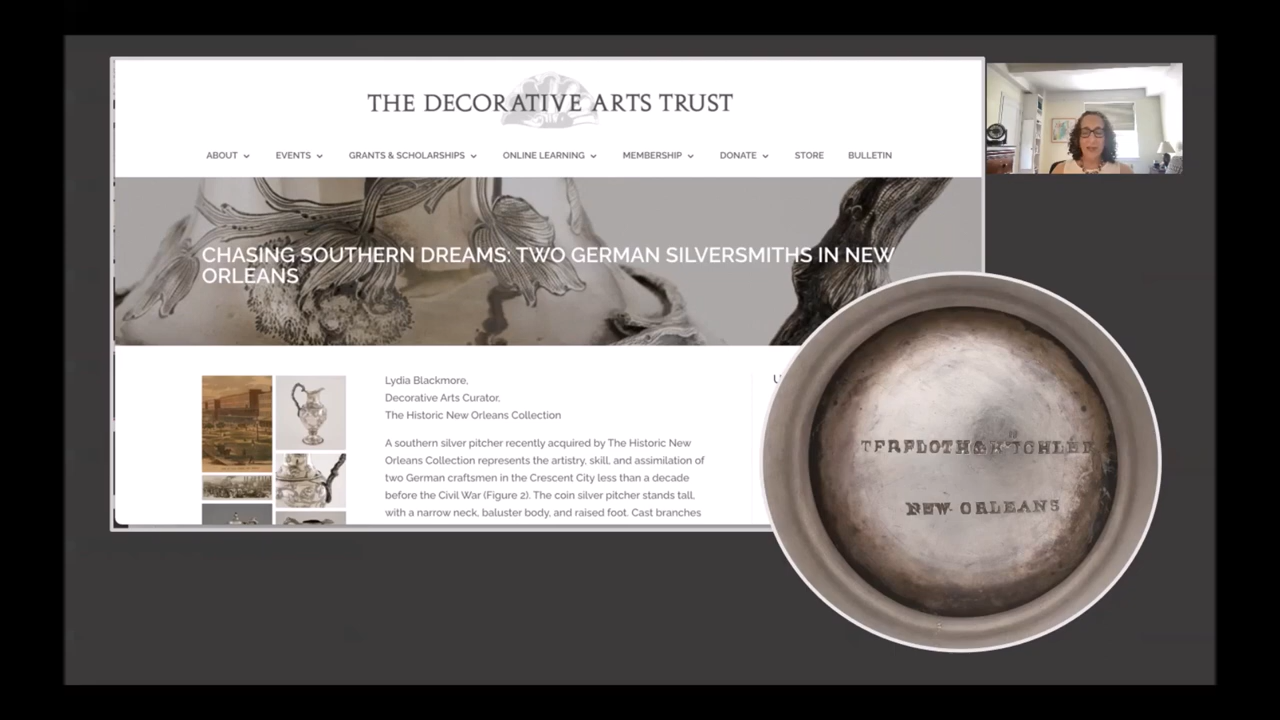 THE DECORATIVE ARTS TRUST
ABOUT EVENTS GRANTS & SCHOLARSHIPS ONLINE LEARNING MEMBERSHIP DONATE STORE BULLETIN
CHASING SOUTHERN DREAMS: TWO GERMAN SILVERSMITHS IN NEW
ORLEANS
Lydia Blackmore,
Decorative Arts Curator,
The Historic New Orleans Collection
A southern silver pitcher recently acquired by The Historic New
Orleans Collection represents the artistry, skill, and assimilation of
two German craftsmen in the Crescent City less than a decade
before the Civil War (Figure 2). The coin silver pitcher stands tall,
with a narrow neck, baluster body, and raised foot. Cast branches
NEW ORLEANS